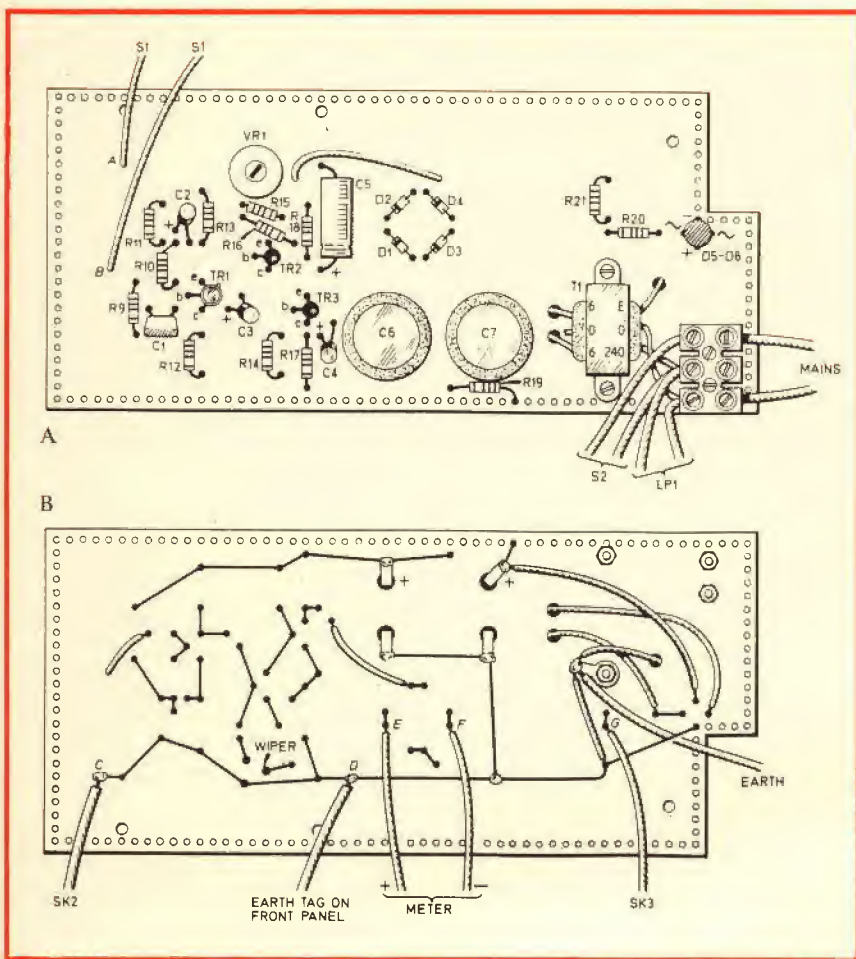 S1 S1
VR1
A
C2
C5
R11
R13
R15
R16
R
18
D2
D4
R21
R20
+
e
b
TR2
c
D1
D3
-
+
D5-D8
B
R10
e
b
TR1
c
R9
+
C3
e
b
TR3
c
+
C1
C6
C7
T1
6 E
0 0
6 240
R12
R14
R17
C4
R19
MAINS
A
S2
LP1
B
+
+
E
F
G
WIPER
C
D
EARTH
SK2
EARTH TAG ON
FRONT PANEL
+
-
METER
SK3